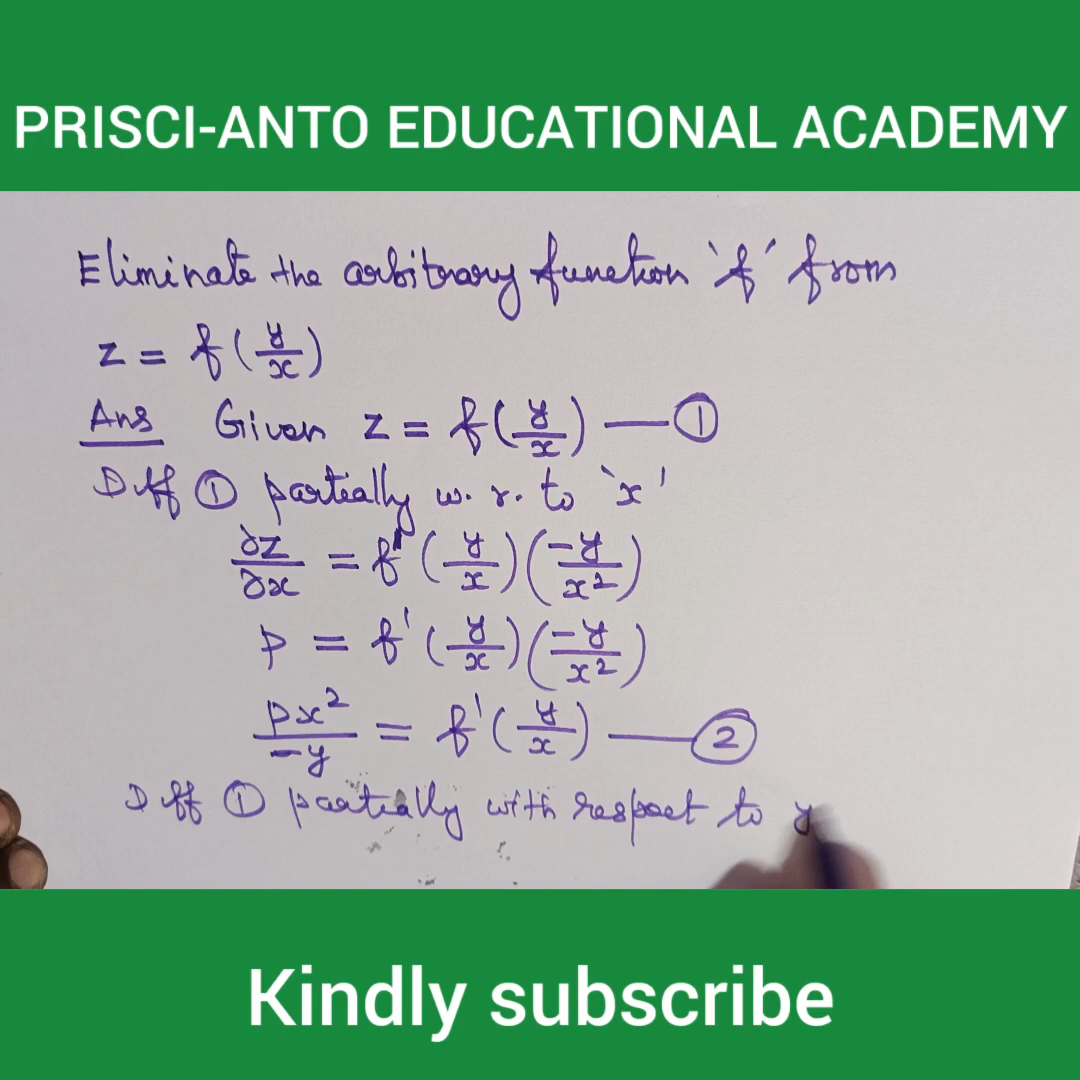 PRISCI-ANTO EDUCATIONAL ACADEMY
Eliminate the arbitrary function 'f' from
z = f(y/x)
Ans Given z = f(y/x) — ①
Diff ① partially w.r. to 'x'
∂z/∂x = f'(y/x)(-y/x²)
p = f'(y/x)(-y/x²)
px²/-y = f'(y/x) — ②
Diff ① partially with respect to y
Kindly subscribe